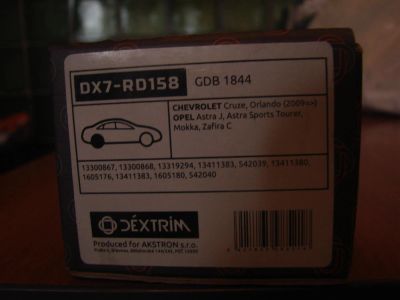 DX7-RD158 GDB 1844
CHEVROLET Cruze, Orlando (2009=>)
OPEL Astra J, Astra Sports Tourer,
Mokka, Zafira C
13300867, 13300868, 13319294, 13411383, 542039, 13411380,
1605176, 13411383, 1605180, 542040
DÉXTRIM
Produced for AKSTRON s.r.o.